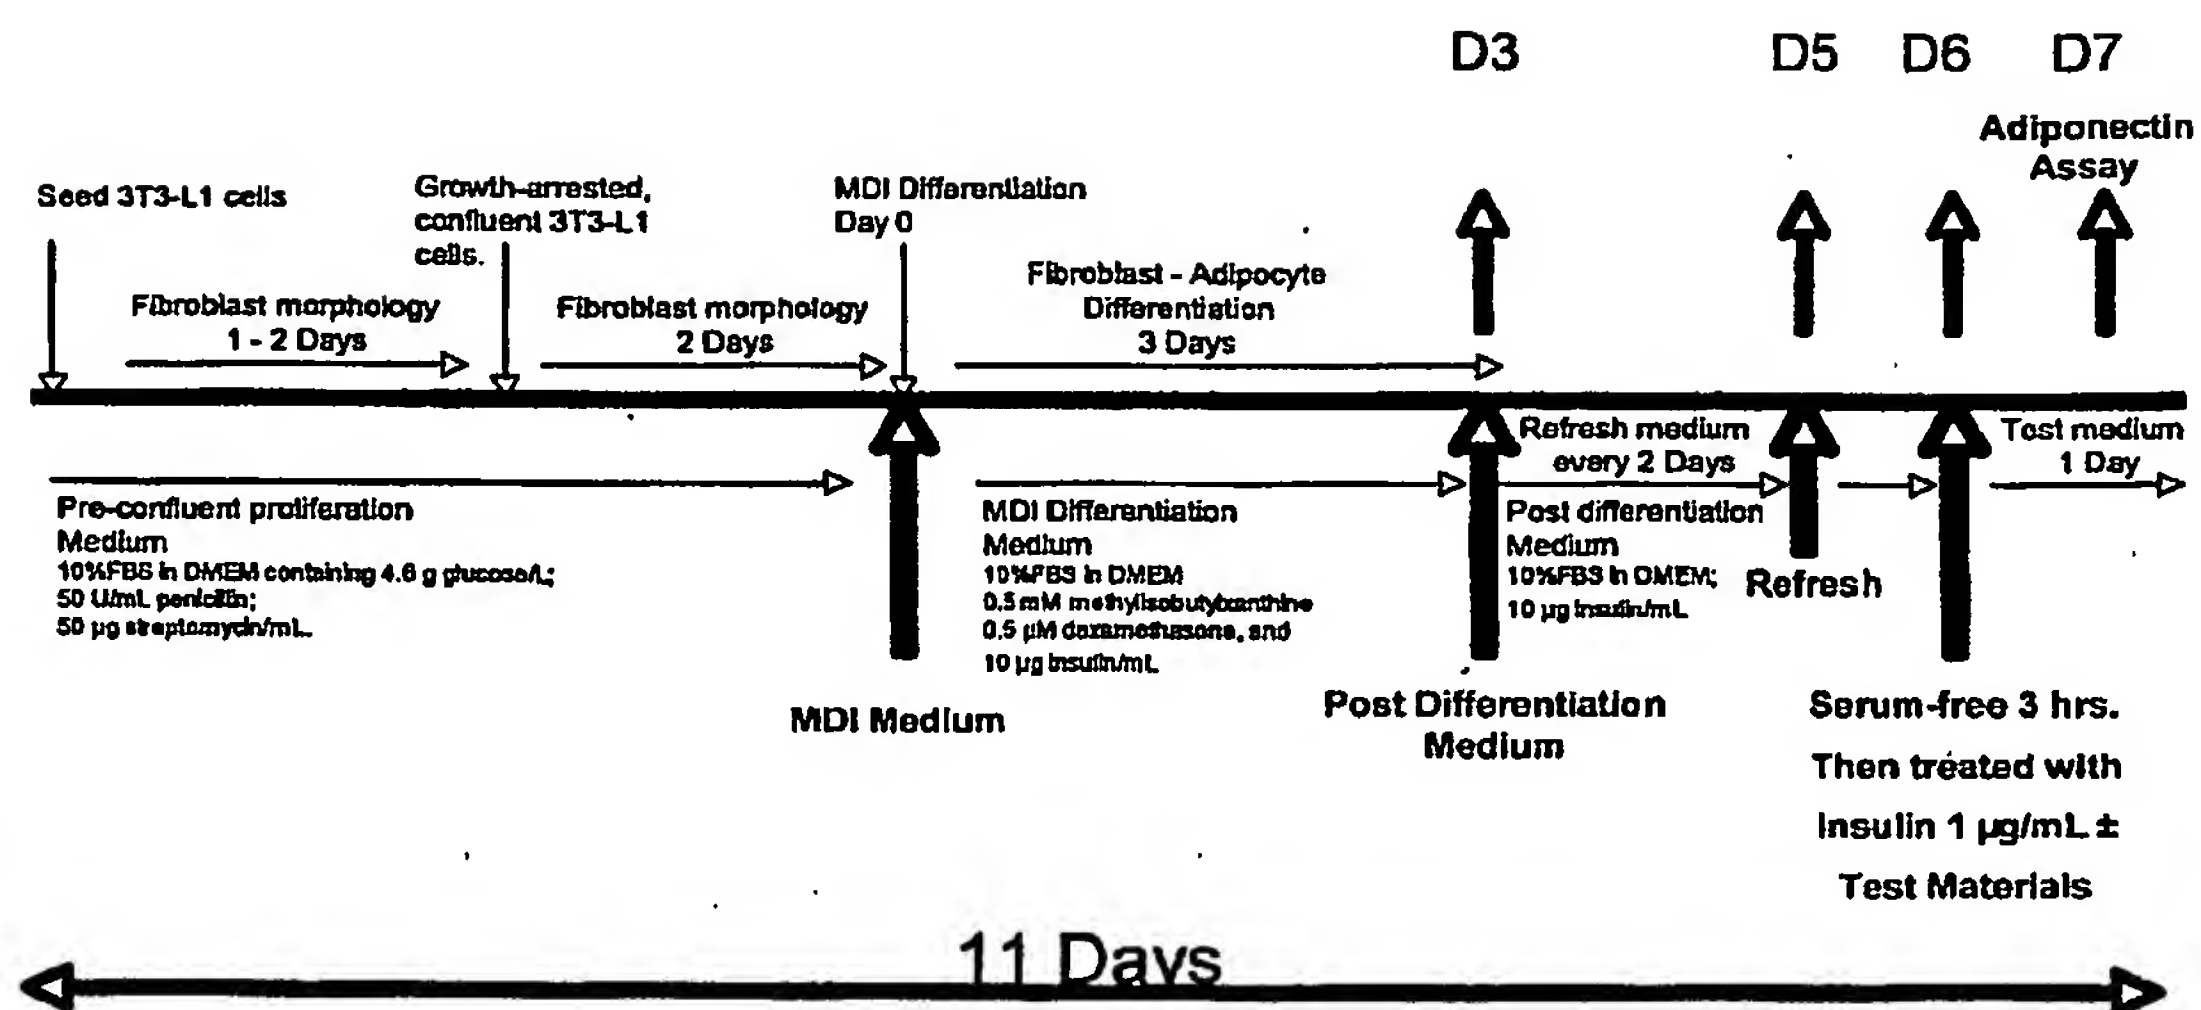 D3 D5 D6 D7
Adiponectin
Assay
Seed 3T3-L1 cells
Growth-arrested,
confluent 3T3-L1
cells.
MDI Differentiation
Day 0
Fibroblast morphology
1 - 2 Days
Fibroblast morphology
2 Days
Fibroblast - Adipocyte
Differentiation
3 Days
Refresh medium
every 2 Days
Test medium
1 Day
Pre-confluent proliferation
Medium
10%FBS in DMEM containing 4.6 g glucose/L;
50 U/mL penicillin;
50 µg streptomycin/mL.
MDI Differentiation
Medium
10%FBS in DMEM
0.5 mM methylisobutylxanthine
0.5 µM dexamethasone, and
10 µg insulin/mL
Post differentiation
Medium
10%FBS in DMEM;
10 µg insulin/mL
Refresh
MDI Medium
Post Differentiation
Medium
Serum-free 3 hrs.
Then treated with
Insulin 1 µg/mL ±
Test Materials
11 Days